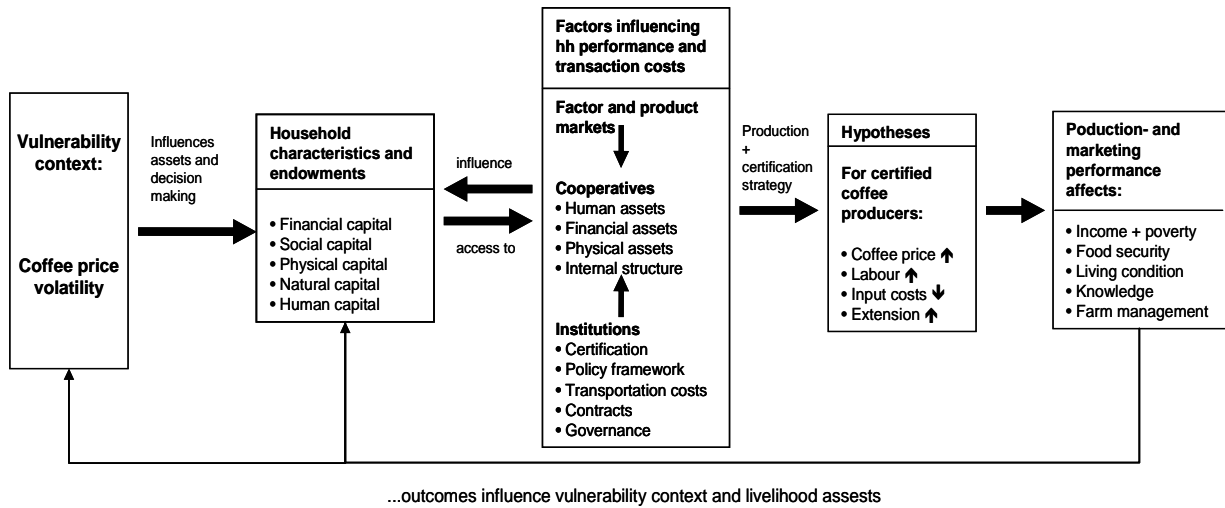 Vulnerability
context:
Coffee price
volatility
Influences
assets and
decision
making
Household
characteristics and
endowments
• Financial capital
• Social capital
• Physical capital
• Natural capital
• Human capital
influence
access to
Factors influencing
hh performance and
transaction costs
Factor and product
markets
Cooperatives
• Human assets
• Financial assets
• Physical assets
• Internal structure
Institutions
• Certification
• Policy framework
• Transportation costs
• Contracts
• Governance
Production
+
certification
strategy
Hypotheses
For certified
coffee
producers:
• Coffee price ↑
• Labour ↑
• Input costs ↓
• Extension ↑
Poduction- and
marketing
performance
affects:
• Income + poverty
• Food security
• Living condition
• Knowledge
• Farm management
...outcomes influence vulnerability context and livelihood assests